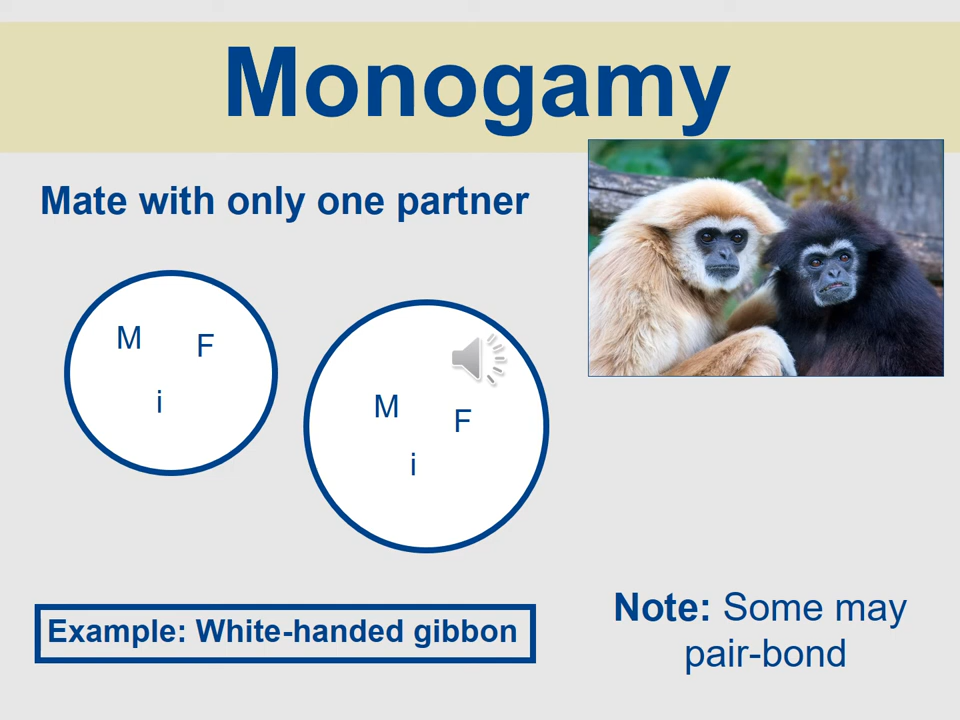 Monogamy
Mate with only one partner
M F
i
M F
i
Example: White-handed gibbon
Note: Some may
pair-bond